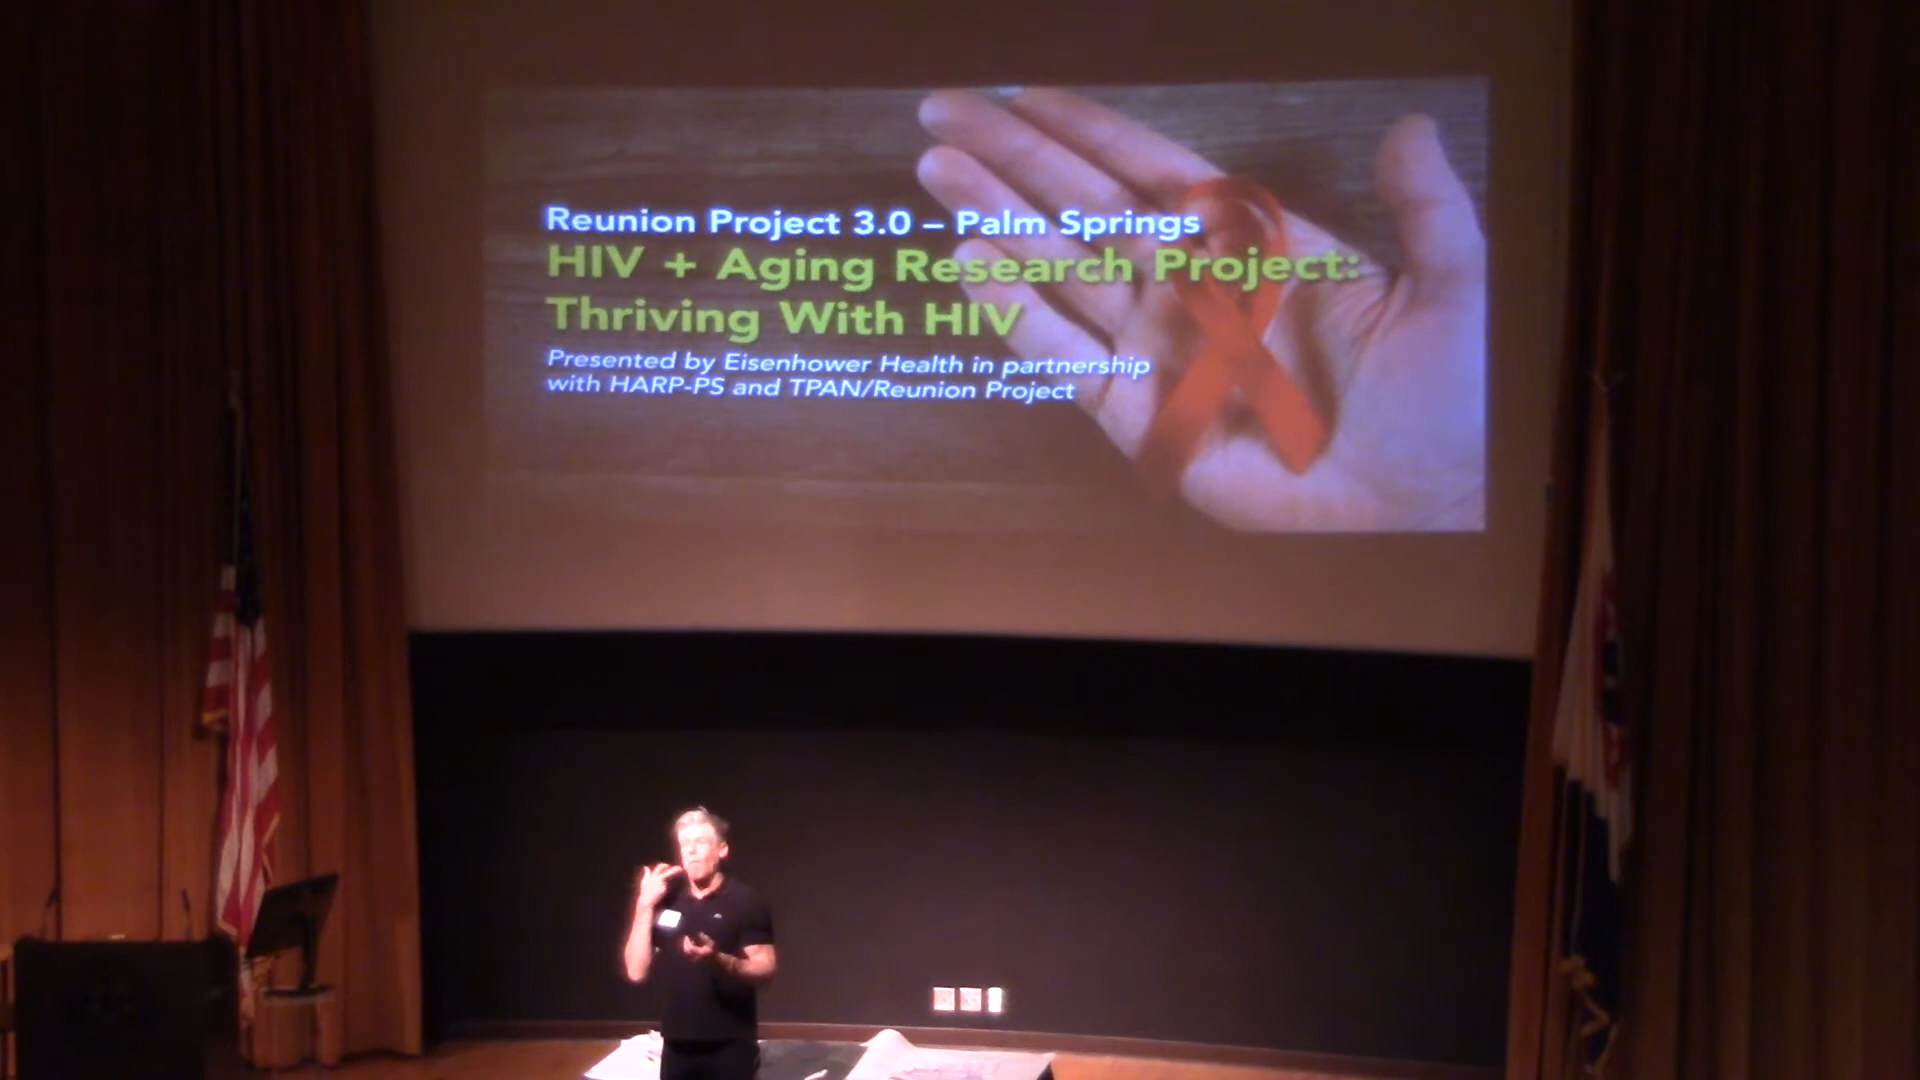 Reunion Project 3.0 – Palm Springs
HIV + Aging Research Project:
Thriving With HIV
Presented by Eisenhower Health in partnership
with HARP-PS and TPAN/Reunion Project